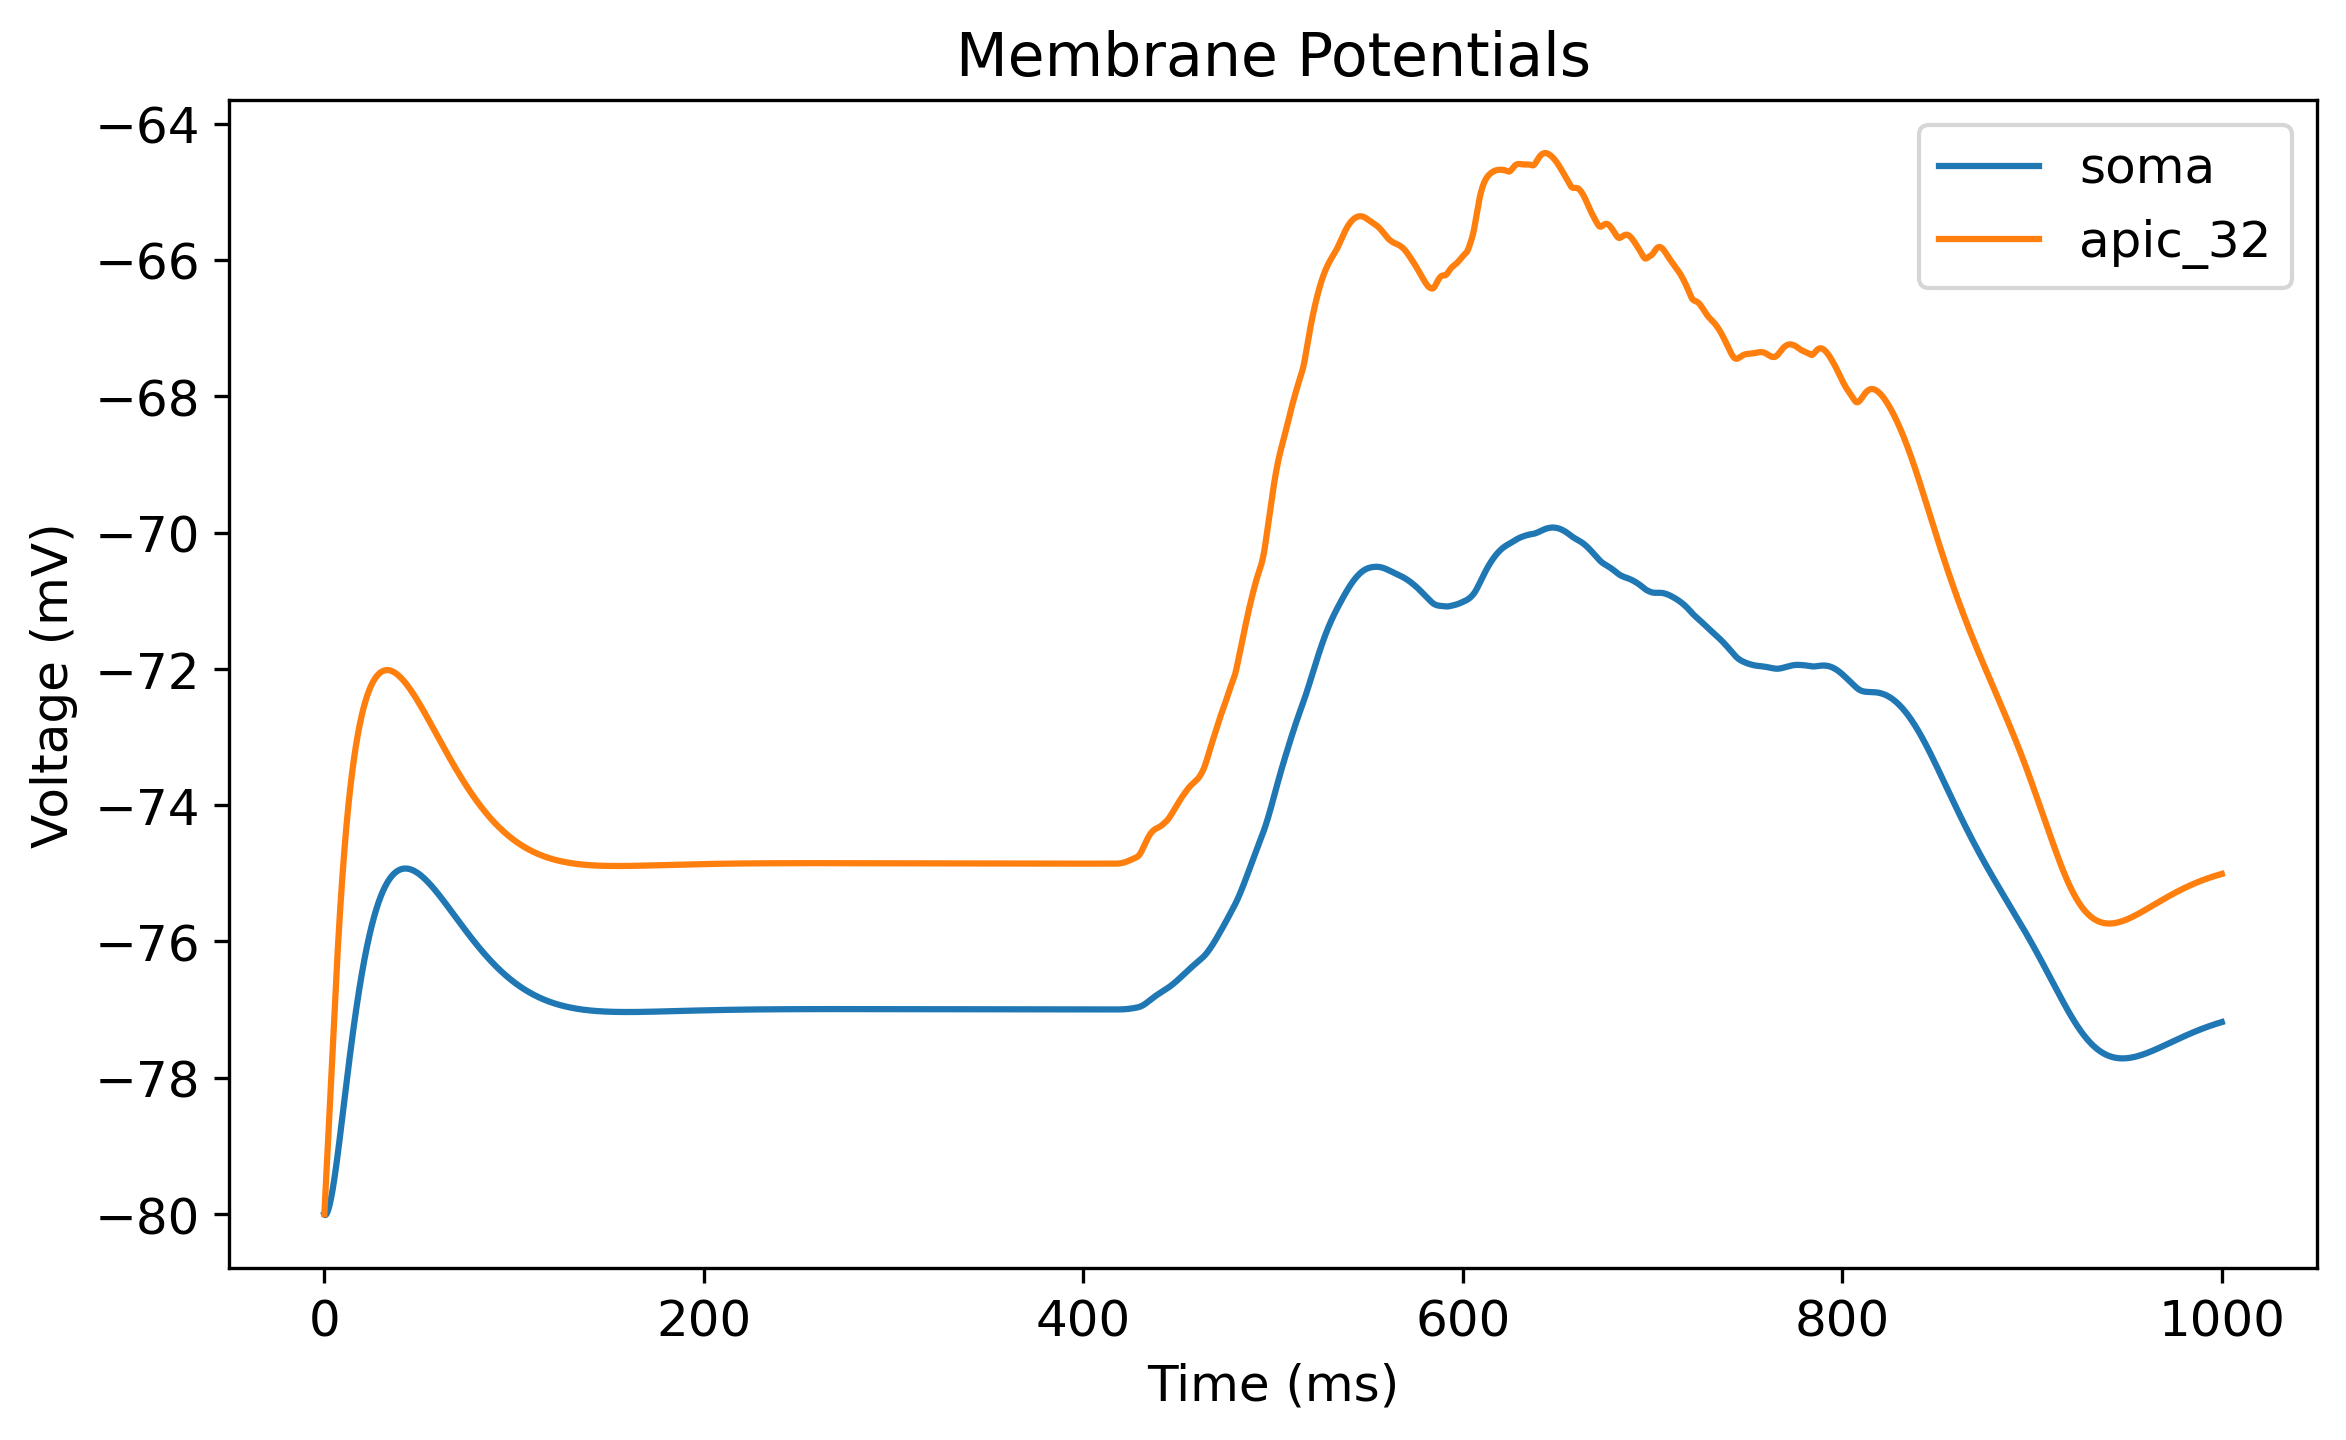 Membrane Potentials
soma
apic_32
Voltage (mV)
−64
−66
−68
−70
−72
−74
−76
−78
−80
0 200 400 600 800 1000
Time (ms)